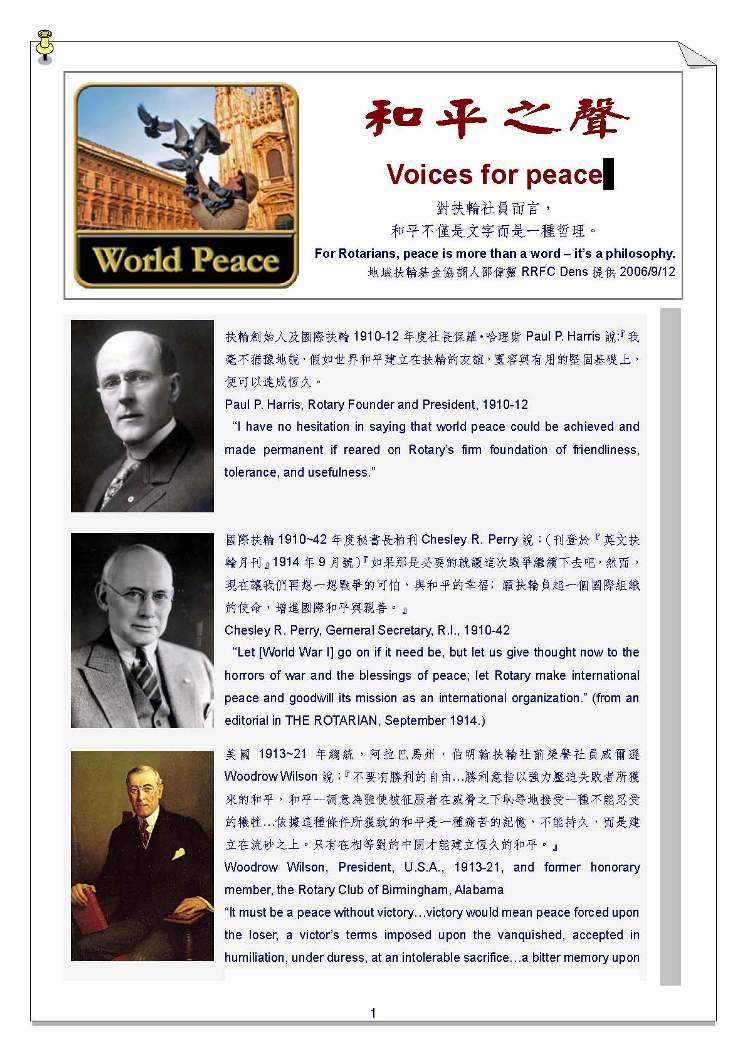 World Peace
和平之聲
Voices for peace
對扶輪社員而言，
和平不僅是文字而是一種哲理。
For Rotarians, peace is more than a word – it’s a philosophy.
地域扶輪基金協調人邵偉靈 RRFC Dens 提供 2006/9/12
扶輪創始人及國際扶輪 1910-12 年度社長保羅•哈理斯 Paul P. Harris 說:『我
毫不猶豫地說，假如世界和平建立在扶輪的友誼，寬容與有用的堅固基礎上，
便可以達成恆久。
Paul P. Harris, Rotary Founder and President, 1910-12
“I have no hesitation in saying that world peace could be achieved and
made permanent if reared on Rotary’s firm foundation of friendliness,
tolerance, and usefulness.”
國際扶輪 1910~42 年度秘書長柏利 Chesley R. Perry 說：(刊登於『英文扶
輪月刊』1914 年 9 月號)『如果那是必要的就讓這次戰爭繼續下去吧，然而，
現在讓我們再想一想戰爭的可怕，與和平的幸福; 願扶輪負起一個國際組織
的使命，增進國際和平與親善。』
Chesley R. Perry, Gerneral Secretary, R.I., 1910-42
“Let [World War I] go on if it need be, but let us give thought now to the
horrors of war and the blessings of peace; let Rotary make international
peace and goodwill its mission as an international organization.” (from an
editorial in THE ROTARIAN, September 1914.)
美國 1913~21 年總統，阿拉巴馬州，伯明翰扶輪社前榮譽社員威爾遜
Woodrow Wilson 說：『不要有勝利的自由…勝利意指以強力壓迫失敗者所獲
來的和平，和平一詞意為強使被征服者在威脅之下恥辱地接受一種不能忍受
的犧牲…依據這種條件所獲致的和平是一種痛苦的記憶，不能持久，而是建
立在流砂之上。只有在相等對的中間才能建立恆久的和平。』
Woodrow Wilson, President, U.S.A., 1913-21, and former honorary
member, the Rotary Club of Birmingham, Alabama
“It must be a peace without victory…victory would mean peace forced upon
the loser, a victor’s terms imposed upon the vanquished, accepted in
humiliation, under duress, at an intolerable sacrifice…a bitter memory upon
1